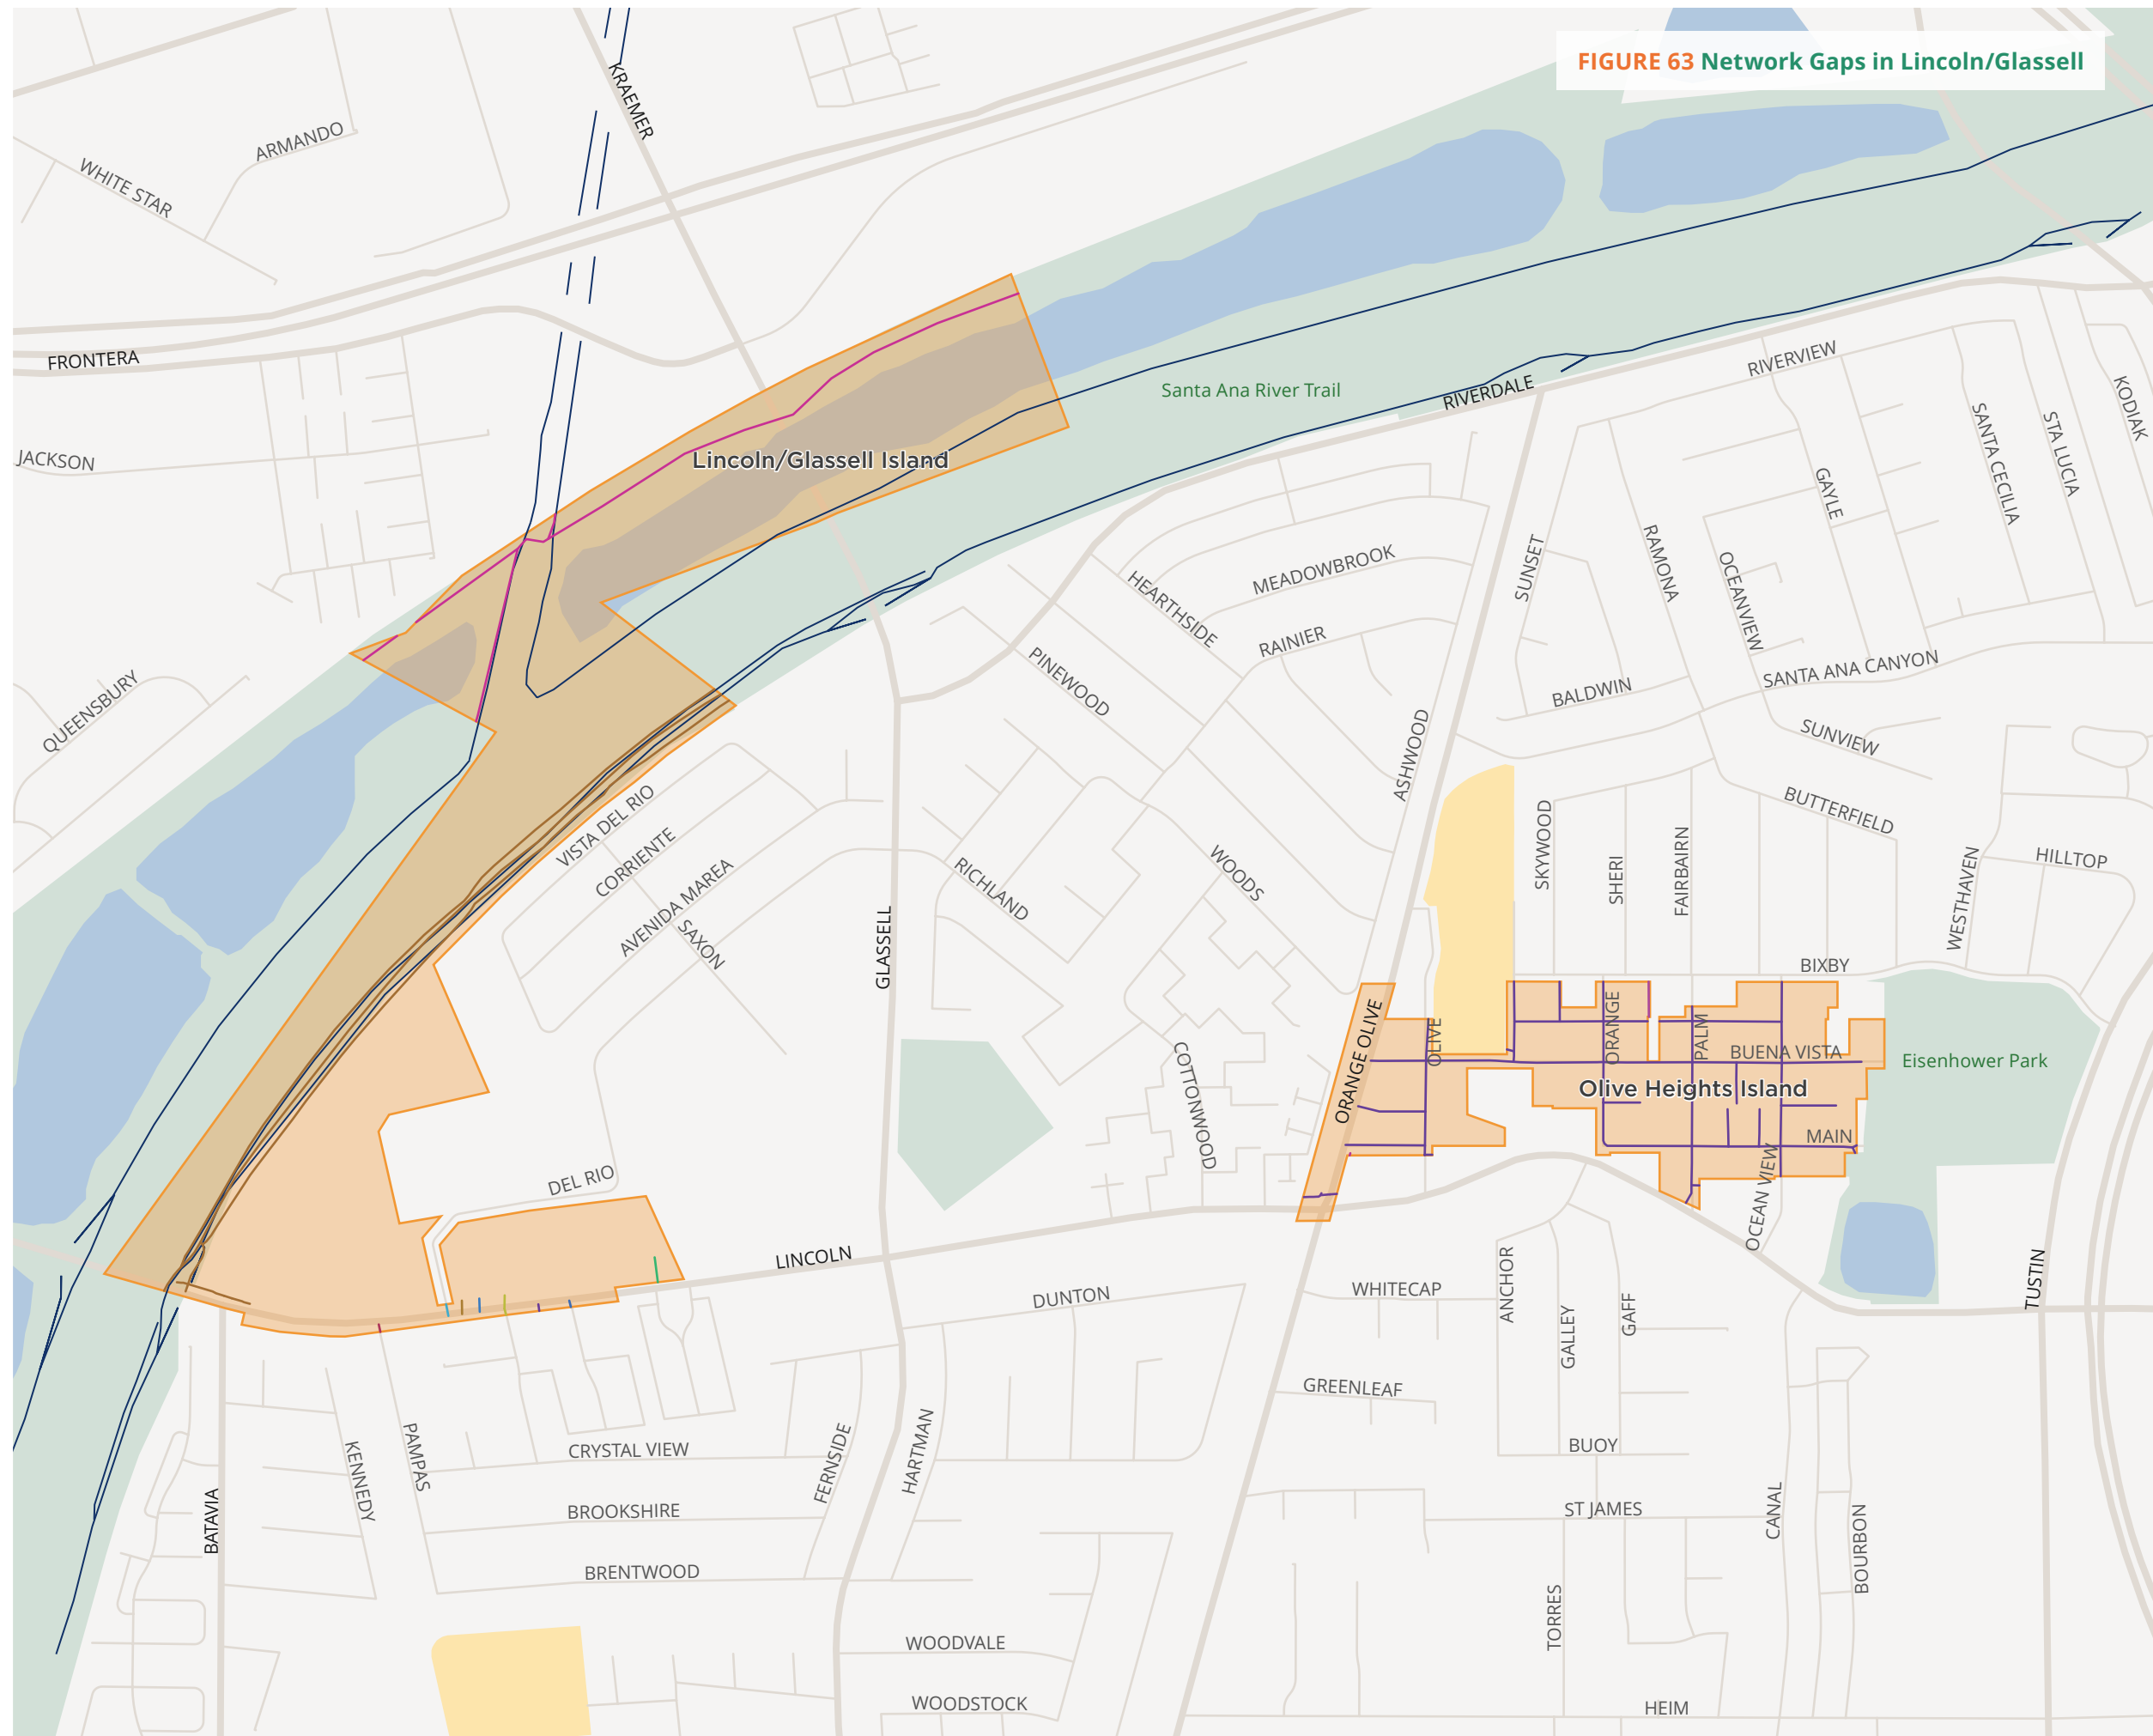 FIGURE 63 Network Gaps in Lincoln/Glassell
KRAEMER
ARMANDO
WHITE STAR
FRONTERA
JACKSON
QUEENSBURY
Santa Ana River Trail
RIVERDALE
RIVERVIEW
KODIAK
STA LUCIA
SANTA CECILIA
GAYLE
Lincoln/Glassell Island
SUNSET
RAMONA
OCEANVIEW
MEADOWBROOK
HEARTHSIDE
RAINIER
PINEWOOD
BALDWIN
SANTA ANA CANYON
SUNVIEW
ASHWOOD
BUTTERFIELD
VISTA DEL RIO
CORRIENTE
AVENIDA MAREA
SAXON
GLASSELL
RICHLAND
WOODS
SKYWOOD
SHERI
FAIRBAIRN
WESTHAVEN
HILLTOP
BIXBY
ORANGE OLIVE
OLIVE
ORANGE
PALM
BUENA VISTA
Eisenhower Park
Olive Heights Island
MAIN
COTTONWOOD
OCEAN VIEW
DEL RIO
LINCOLN
DUNTON
WHITECAP
ANCHOR
GALLEY
GAFF
TUSTIN
GREENLEAF
PAMPAS
KENNEDY
CRYSTAL VIEW
FERNSIDE
HARTMAN
BUOY
BATAVIA
BROOKSHIRE
ST JAMES
CANAL
BOURBON
BRENTWOOD
TORRES
WOODVALE
WOODSTOCK
HEIM